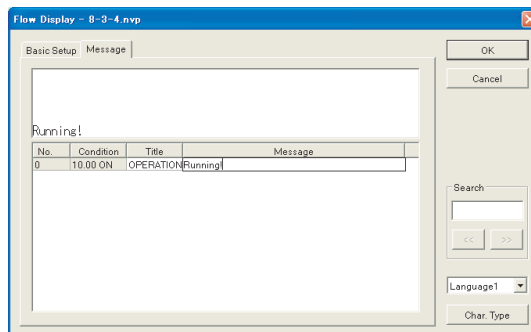 Flow Display - 8-3-4.nvp
Basic Setup Message
OK
Cancel
Running!
No. Condition Title Message
0 10.00 ON OPERATION Running!
Search
<< >>
Language1
Char. Type